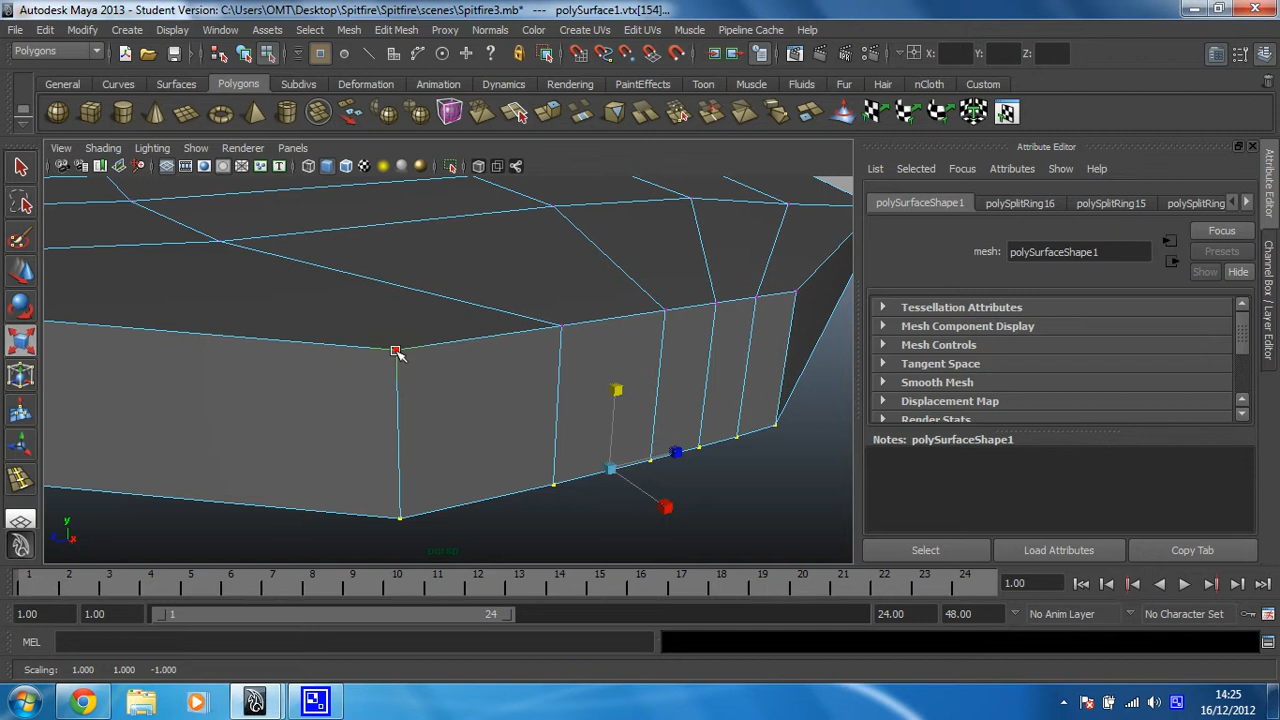 Autodesk Maya 2013 - Student Version: C:\Users\OMT\Desktop\Spitfire\Spitfire\scenes\Spitfire3.mb* --- polySurface1.vtx[154]...
File Edit Modify Create Display Window Assets Select Mesh Edit Mesh Proxy Normals Color Create UVs Edit UVs Muscle Pipeline Cache Help
Polygons X: Y: Z:
General Curves Surfaces Polygons Subdivs Deformation Animation Dynamics Rendering PaintEffects Toon Muscle Fluids Fur Hair nCloth Custom
View Shading Lighting Show Renderer Panels
Attribute Editor
List Selected Focus Attributes Show Help
polySurfaceShape1 polySplitRing16 polySplitRing15 polySplitRing
Focus
Presets
mesh: polySurfaceShape1
Show Hide
Tessellation Attributes
Mesh Component Display
Mesh Controls
Tangent Space
Smooth Mesh
Displacement Map
Render Stats
Notes: polySurfaceShape1
Select Load Attributes Copy Tab
Attribute Editor
Channel Box / Layer Editor
y
z x
persp
1 2 3 4 5 6 7 8 9 10 11 12 13 14 15 16 17 18 19 20 21 22 23 24 1.00
1.00 1.00 1 24 24.00 48.00 No Anim Layer No Character Set
MEL
Scaling: 1.000 1.000 -1.000
14:25
16/12/2012